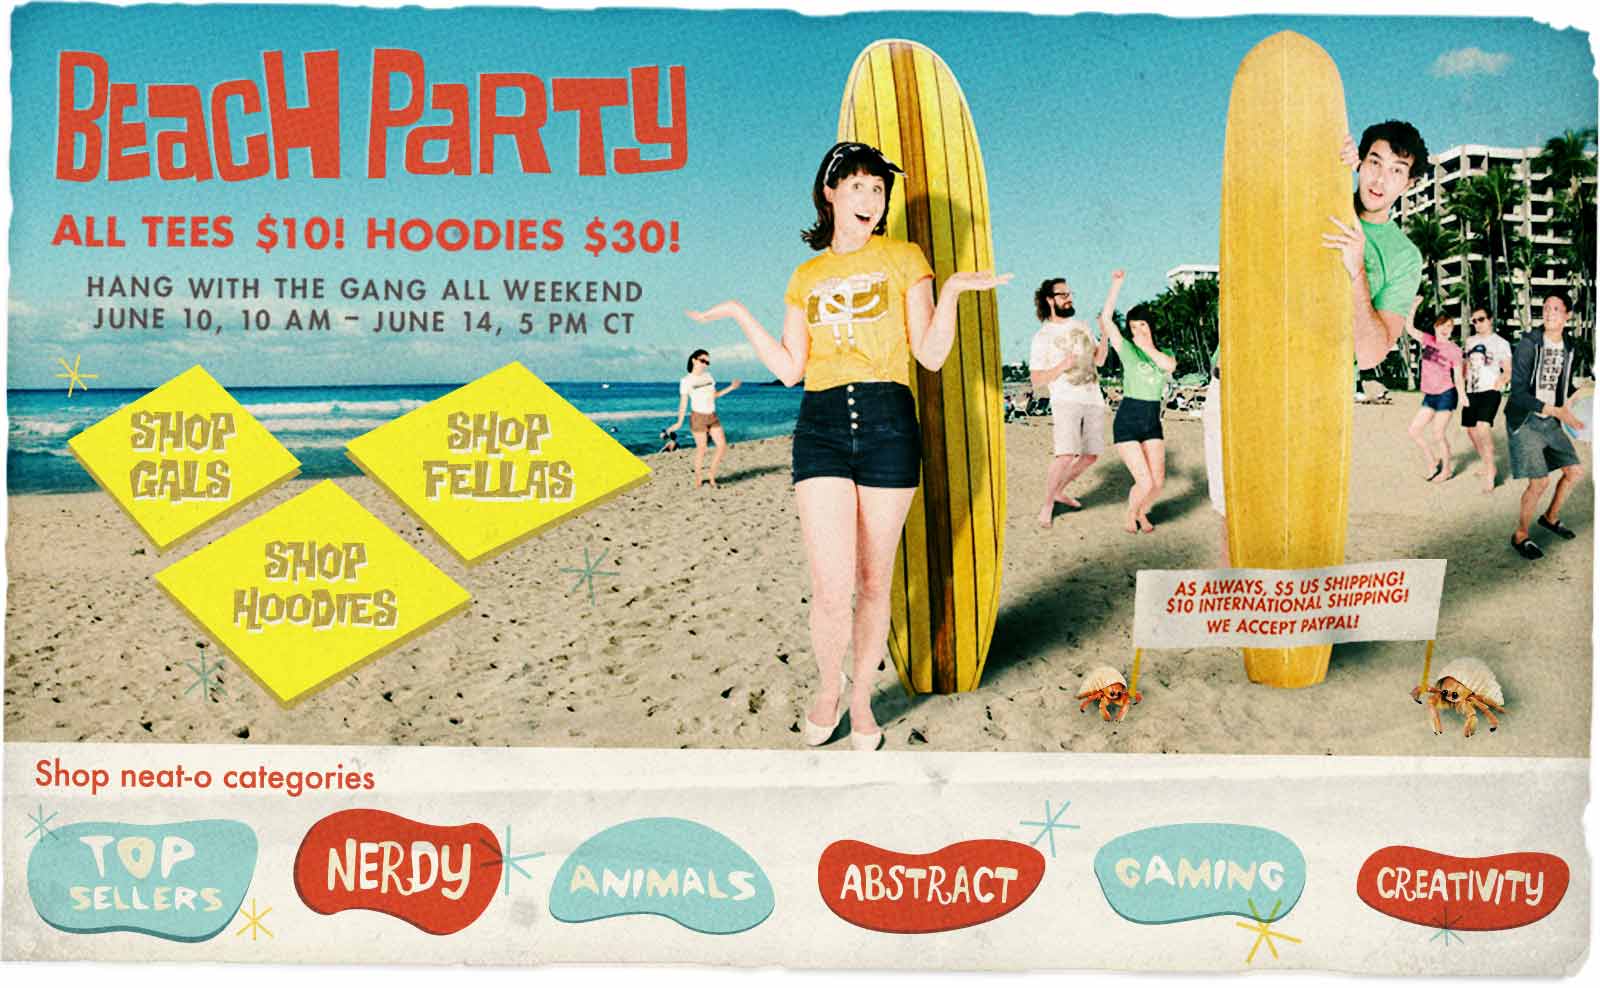 BEACH PARTY
ALL TEES $10! HOODIES $30!
HANG WITH THE GANG ALL WEEKEND
JUNE 10, 10 AM – JUNE 14, 5 PM CT
SHOP
GALS
SHOP
FELLAS
SHOP
HOODIES
AS ALWAYS, $5 US SHIPPING!
$10 INTERNATIONAL SHIPPING!
WE ACCEPT PAYPAL!
Shop neat-o categories
TOP
SELLERS
NERDY
ANIMALS
ABSTRACT
GAMING
CREATIVITY